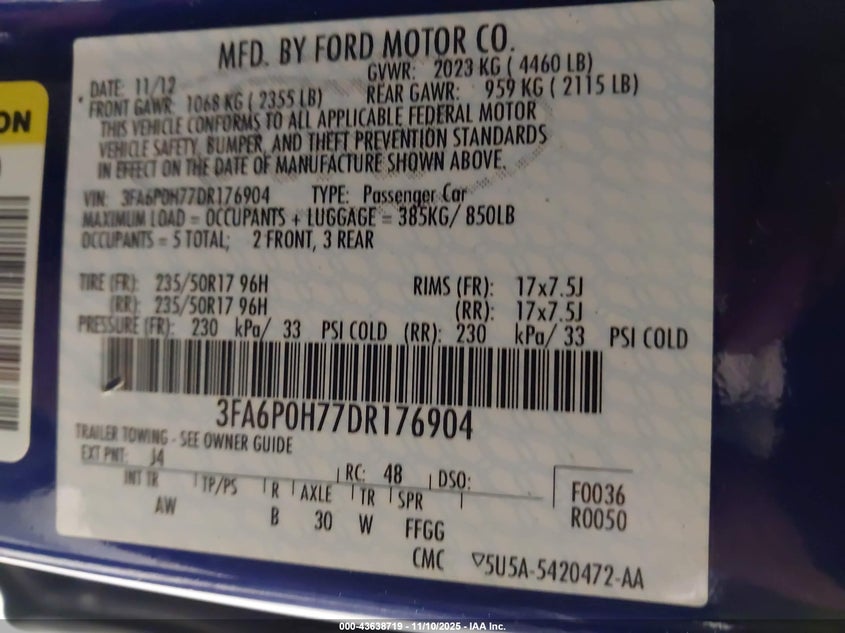 MFD. BY FORD MOTOR CO.
DATE: 11/12 GVWR: 2023 KG ( 4460 LB)
FRONT GAWR: 1068 KG ( 2355 LB) REAR GAWR: 959 KG ( 2115 LB)
THIS VEHICLE CONFORMS TO ALL APPLICABLE FEDERAL MOTOR
VEHICLE SAFETY, BUMPER, AND THEFT PREVENTION STANDARDS
IN EFFECT ON THE DATE OF MANUFACTURE SHOWN ABOVE.
VIN: 3FA6P0H77DR176904 TYPE: Passenger Car
MAXIMUM LOAD = OCCUPANTS + LUGGAGE = 385KG/ 850LB
OCCUPANTS = 5 TOTAL; 2 FRONT, 3 REAR
TIRE (FR): 235/50R17 96H RIMS (FR): 17x7.5J
(RR): 235/50R17 96H (RR): 17x7.5J
PRESSURE (FR): 230 kPa/ 33 PSI COLD (RR): 230 kPa/ 33 PSI COLD
3FA6P0H77DR176904
TRAILER TOWING - SEE OWNER GUIDE
EXT PNT: J4 RC: 48 DSO:
INT TR TP/PS R AXLE TR SPR
AW B 30 W FFGG
F0036
R0050
CMC ▽5U5A-5420472-AA
ON
000-43638719 - 11/10/2025 - IAA Inc.